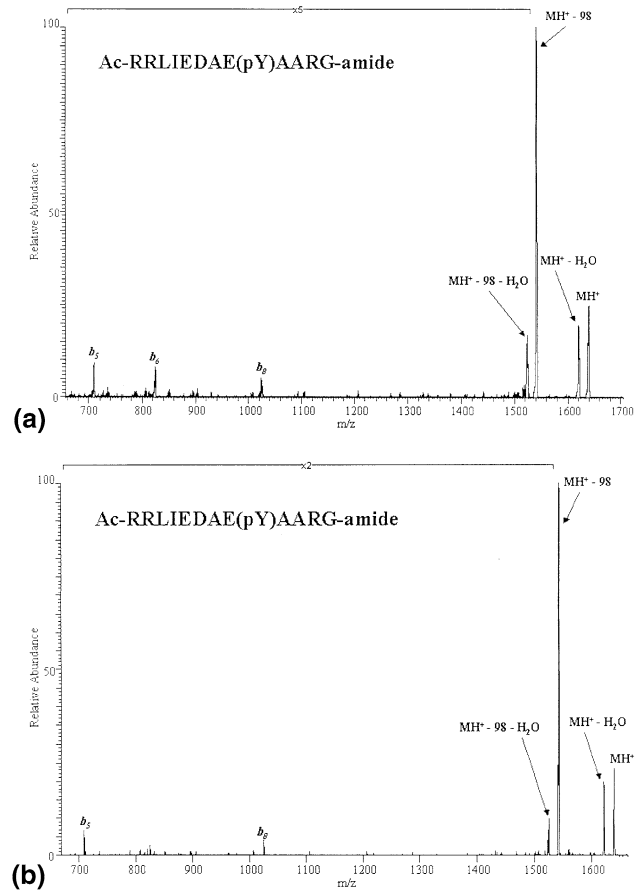 x5
MH⁺ - 98
100
Ac-RRLIEDAE(pY)AARG-amide
Relative Abundance
50
MH⁺ - H₂O
MH⁺ - 98 - H₂O
MH⁺
b₅
b₆
b₈
0
700 800 900 1000 1100 1200 1300 1400 1500 1600 1700
m/z
(a)
x2
100
MH⁺ - 98
Ac-RRLIEDAE(pY)AARG-amide
Relative Abundance
50
MH⁺ - 98 - H₂O
MH⁺ - H₂O
MH⁺
b₅
b₈
0
700 800 900 1000 1100 1200 1300 1400 1500 1600
m/z
(b)